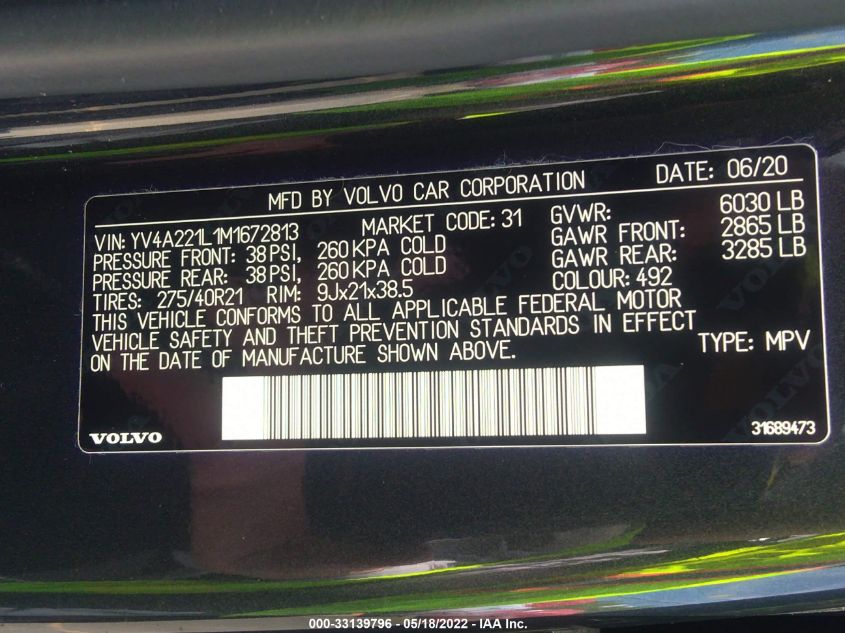 MFD BY VOLVO CAR CORPORATION DATE: 06/20
VIN: YV4A221L1M1672813 MARKET CODE: 31 GVWR: 6030 LB
PRESSURE FRONT: 38 PSI, 260 KPA COLD GAWR FRONT: 2865 LB
PRESSURE REAR: 38 PSI, 260 KPA COLD GAWR REAR: 3285 LB
TIRES: 275/40R21 RIM: 9Jx21x38.5 COLOUR: 492
THIS VEHICLE CONFORMS TO ALL APPLICABLE FEDERAL MOTOR
VEHICLE SAFETY AND THEFT PREVENTION STANDARDS IN EFFECT
ON THE DATE OF MANUFACTURE SHOWN ABOVE. TYPE: MPV
VOLVO 31689473
000-33139796 - 05/18/2022 - IAA Inc.